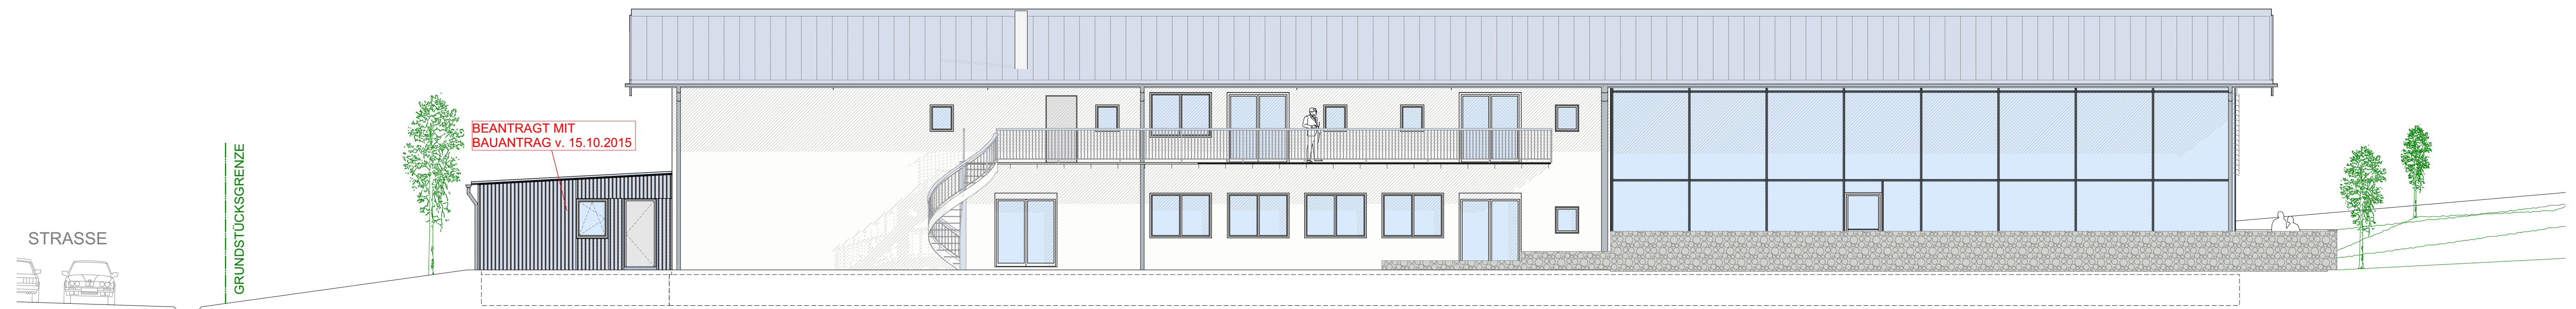 STRASSE
GRUNDSTÜCKSGRENZE
BEANTRAGT MIT
BAUANTRAG v. 15.10.2015